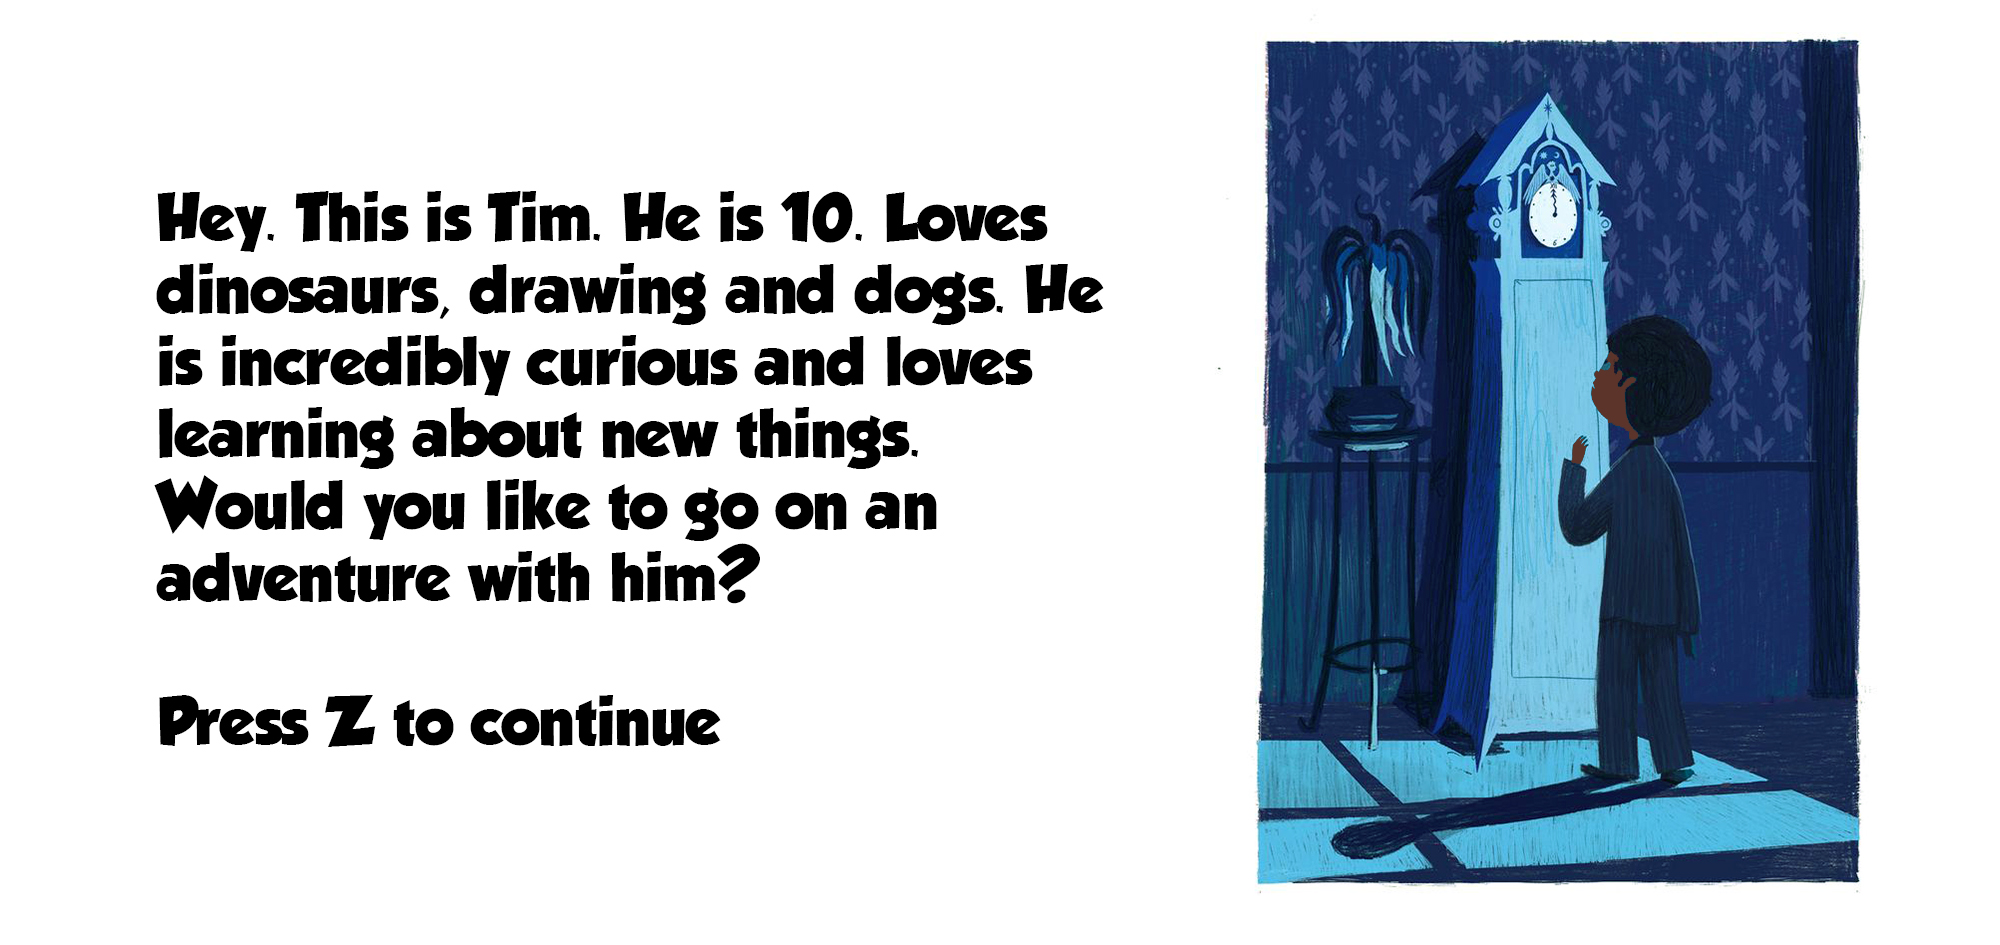 Hey. This is Tim. He is 10. Loves
dinosaurs, drawing and dogs. He
is incredibly curious and loves
learning about new things.
Would you like to go on an
adventure with him?
Press Z to continue